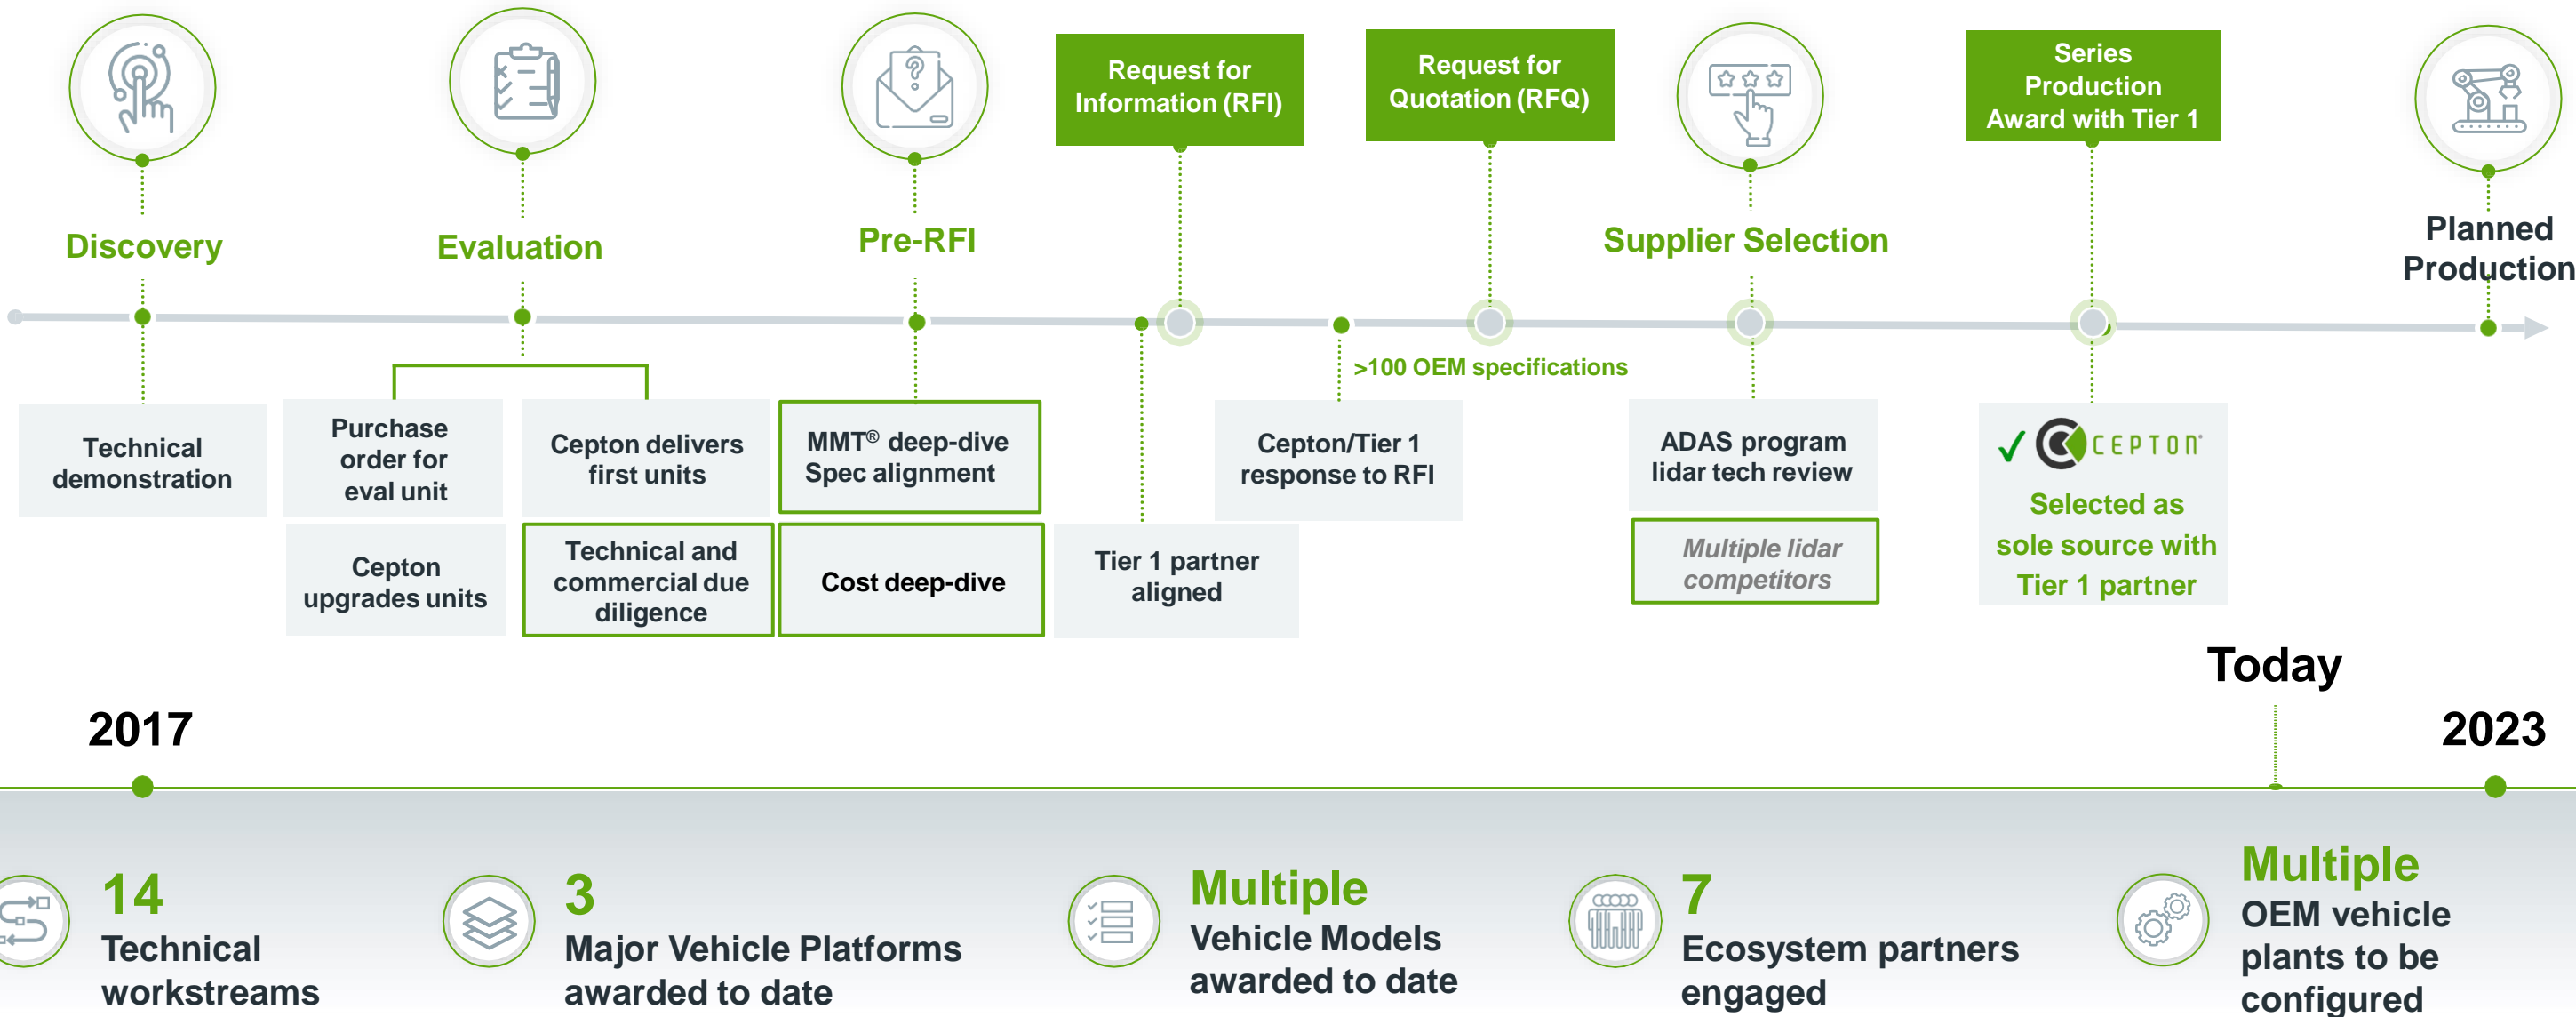 Request for
Information (RFI)
Request for
Quotation (RFQ)
Series
Production
Award with Tier 1
Discovery
Evaluation
Pre-RFI
Supplier Selection
Planned
Production
>100 OEM specifications
Technical
demonstration
Purchase
order for
eval unit
Cepton delivers
first units
MMT® deep-dive
Spec alignment
Cepton/Tier 1
response to RFI
ADAS program
lidar tech review
CEPTON
Selected as
sole source with
Tier 1 partner
Cepton
upgrades units
Technical and
commercial due
diligence
Cost deep-dive
Tier 1 partner
aligned
Multiple lidar
competitors
Today
2017
2023
14
Technical
workstreams
3
Major Vehicle Platforms
awarded to date
Multiple
Vehicle Models
awarded to date
7
Ecosystem partners
engaged
Multiple
OEM vehicle
plants to be
configured